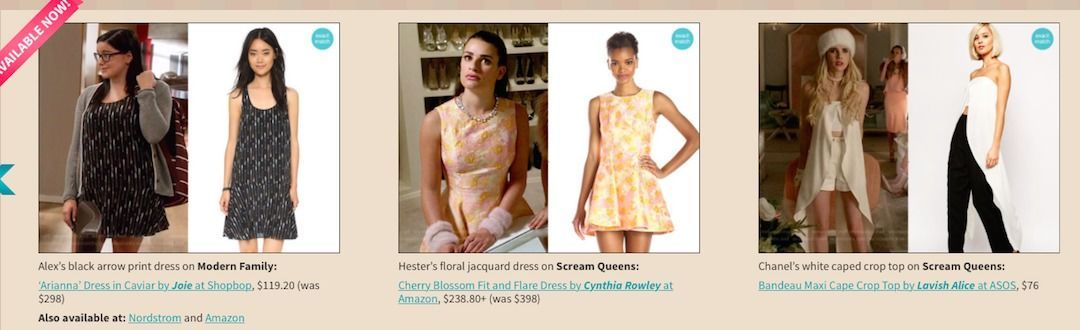 AVAILABLE NOW!
exact match
exact match
exact match
Alex's black arrow print dress on Modern Family:
'Arianna' Dress in Caviar by Joie at Shopbop, $119.20 (was
$298)
Also available at: Nordstrom and Amazon
Hester's floral jacquard dress on Scream Queens:
Cherry Blossom Fit and Flare Dress by Cynthia Rowley at
Amazon, $238.80+ (was $398)
Chanel's white caped crop top on Scream Queens:
Bandeau Maxi Cape Crop Top by Lavish Alice at ASOS, $76